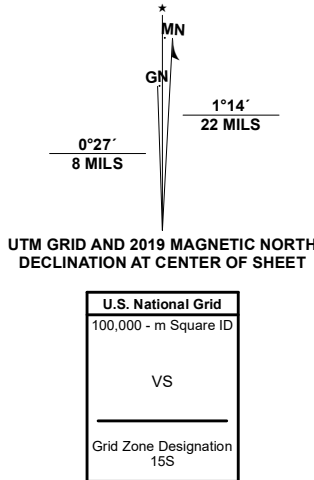 MN
GN
1°14´
22 MILS
0°27´
8 MILS
UTM GRID AND 2019 MAGNETIC NORTH
DECLINATION AT CENTER OF SHEET
U.S. National Grid
100,000 - m Square ID
VS
Grid Zone Designation
15S